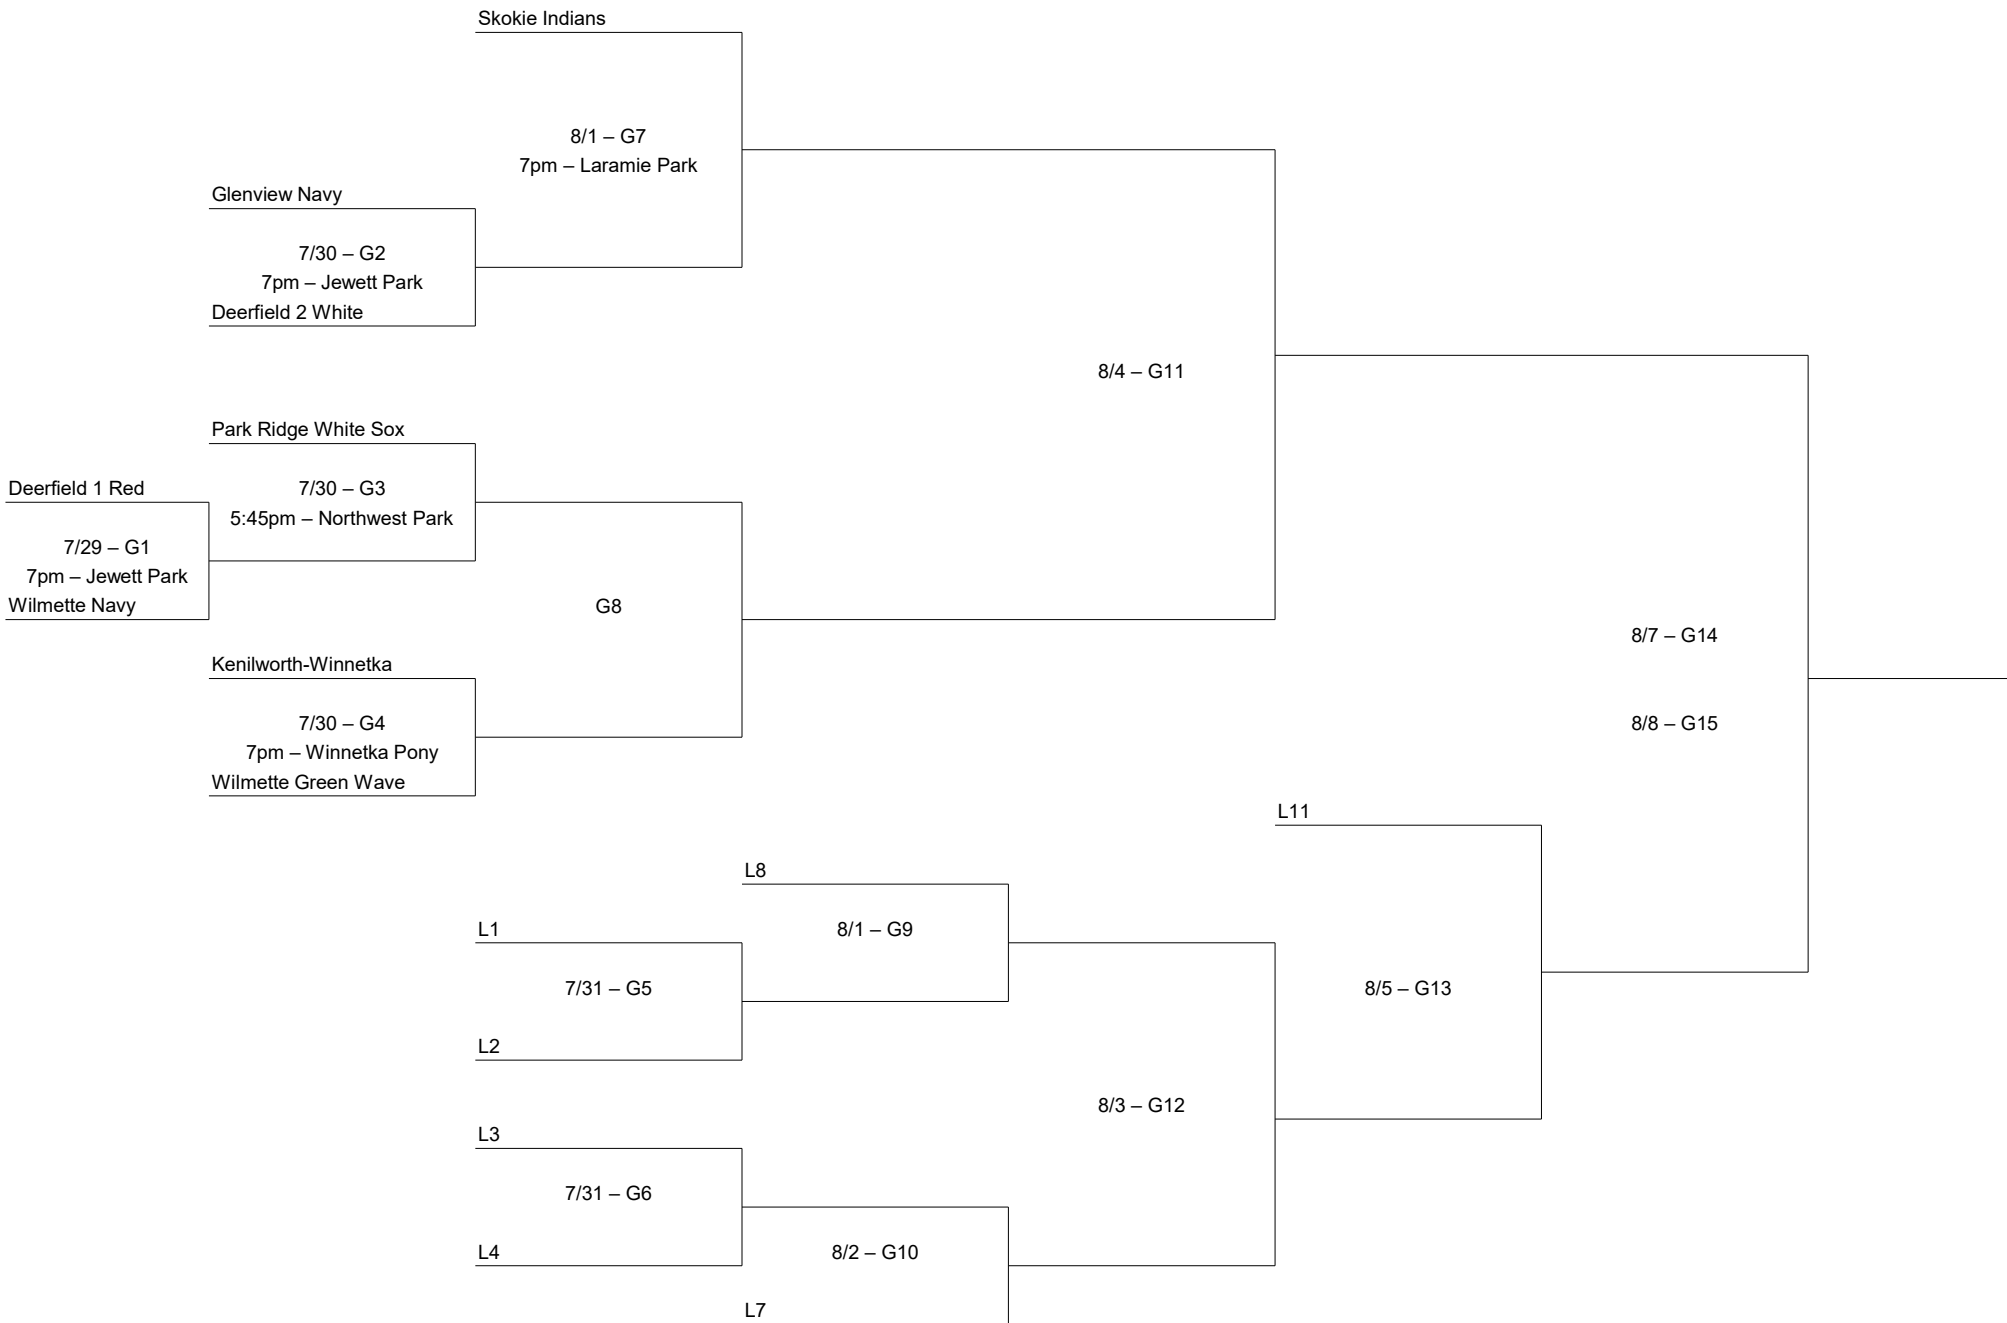 Skokie Indians
8/1 – G7
7pm – Laramie Park
Glenview Navy
7/30 – G2
7pm – Jewett Park
Deerfield 2 White
8/4 – G11
Park Ridge White Sox
Deerfield 1 Red
7/30 – G3
5:45pm – Northwest Park
7/29 – G1
7pm – Jewett Park
Wilmette Navy
G8
8/7 – G14
Kenilworth-Winnetka
7/30 – G4
8/8 – G15
7pm – Winnetka Pony
Wilmette Green Wave
L11
L8
L1
8/1 – G9
7/31 – G5
8/5 – G13
L2
8/3 – G12
L3
7/31 – G6
L4
8/2 – G10
L7